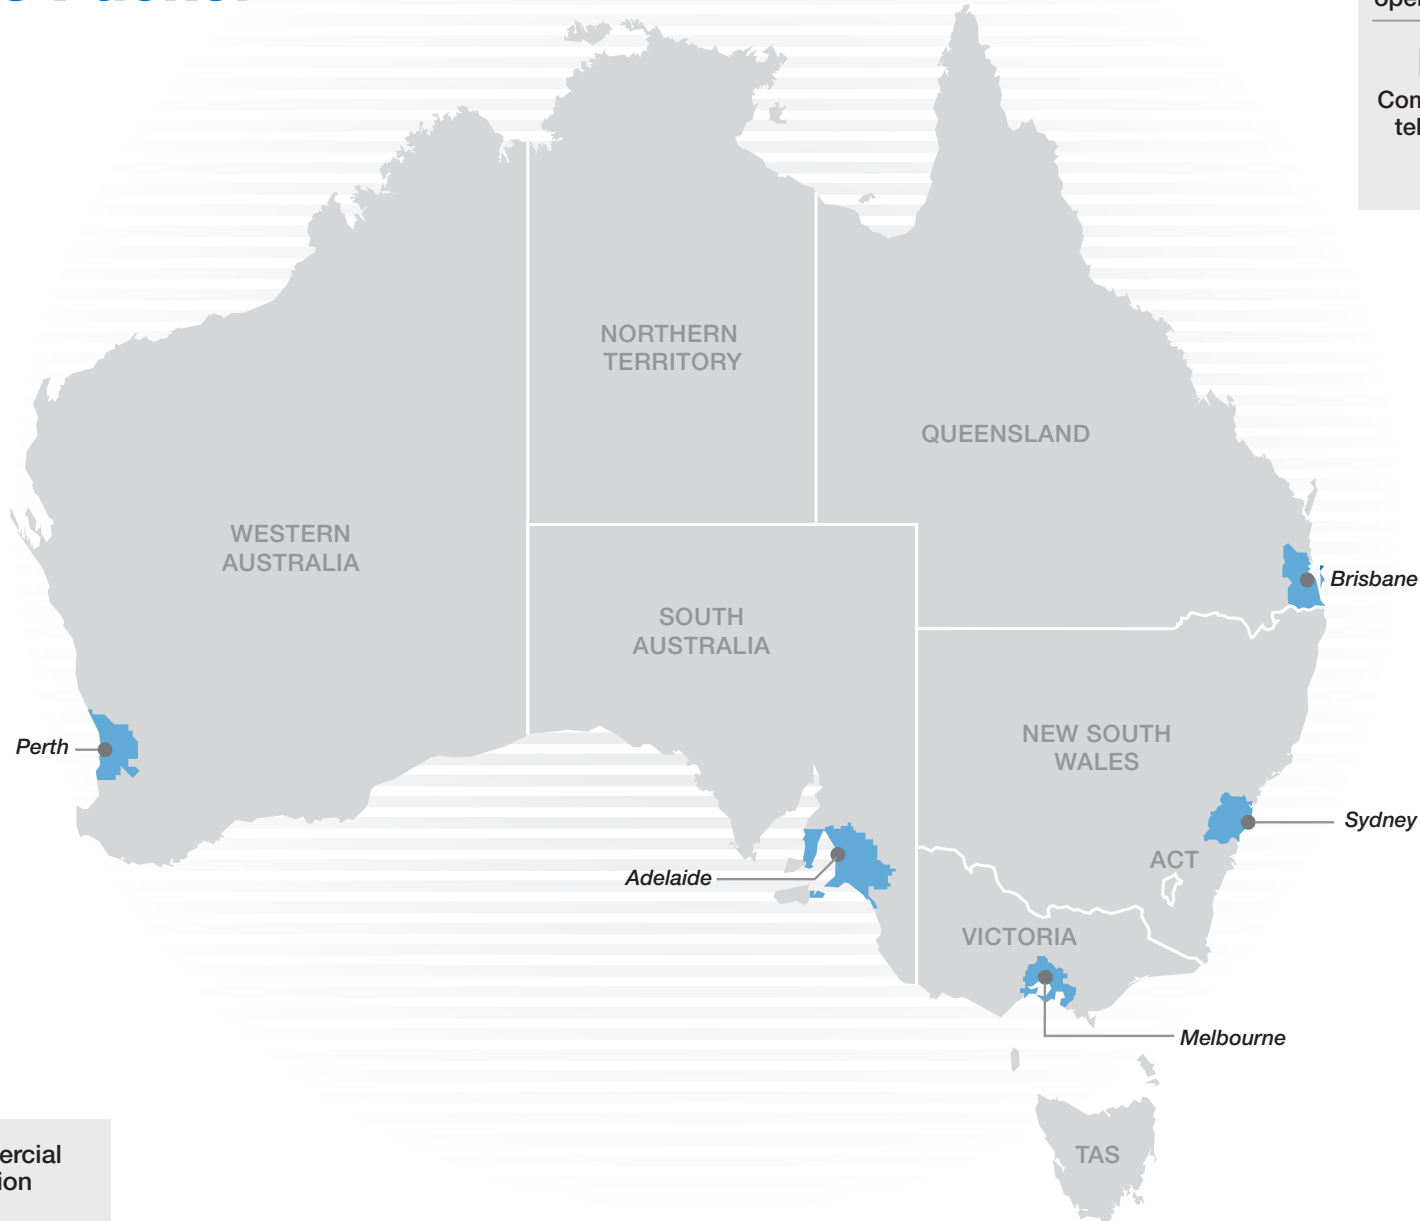 NORTHERN
TERRITORY
QUEENSLAND
WESTERN
AUSTRALIA
Brisbane
SOUTH
AUSTRALIA
Perth
NEW SOUTH
WALES
Sydney
ACT
Adelaide
VICTORIA
Melbourne
TAS